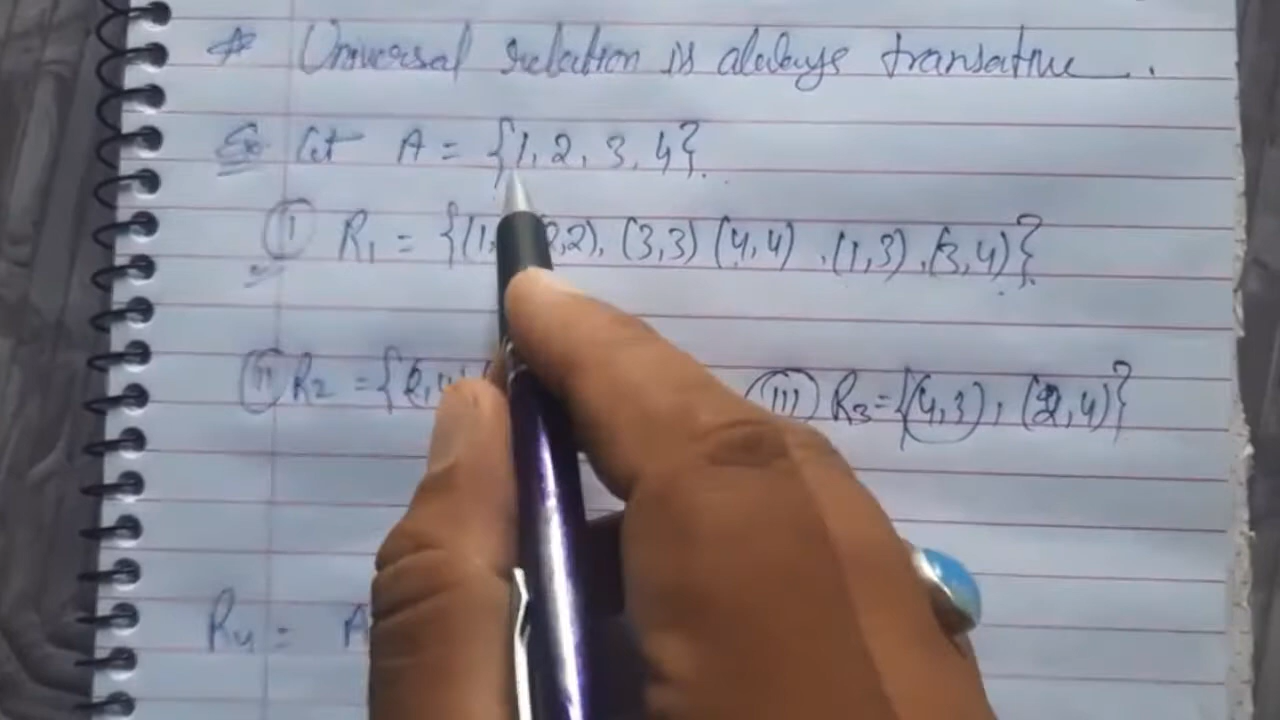 * Universal relation is always transative.
Ex Let A = {1, 2, 3, 4}.
(I) R1 = {(1, 2,2), (3,3) (4,4) , (1,3) , (3,4)}
(II) R2 = { (III) R3 = {(4,3), (2,4)}
R4 = A